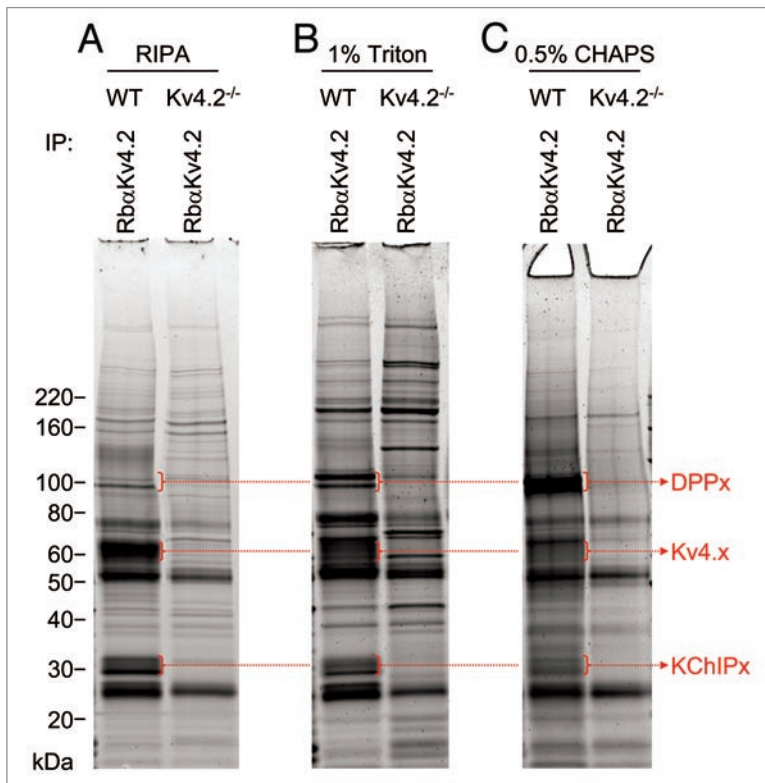 A B C
RIPA 1% Triton 0.5% CHAPS
WT Kv4.2-/- WT Kv4.2-/- WT Kv4.2-/-
IP: RbαKv4.2 RbαKv4.2 RbαKv4.2 RbαKv4.2 RbαKv4.2 RbαKv4.2
220
160
100 DPPx
80
60 Kv4.x
50
40
30 KChIPx
20
kDa